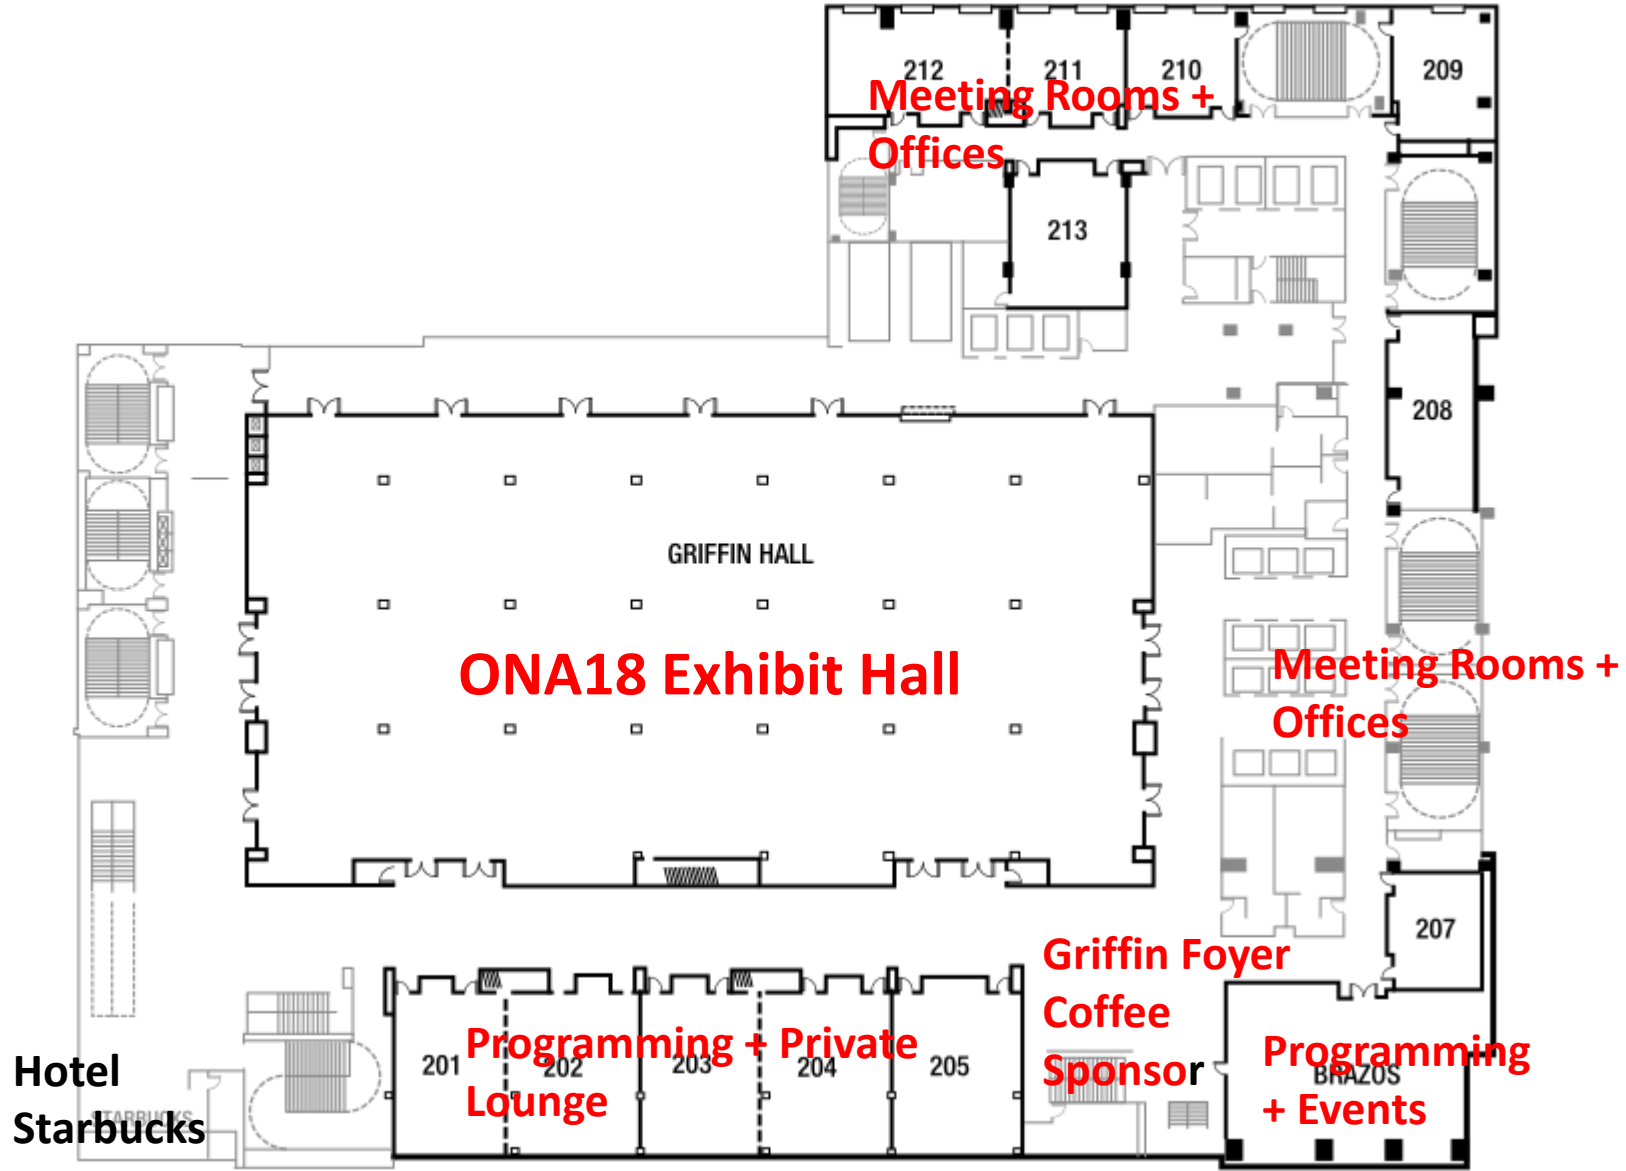 212
211
210
209
Meeting Rooms +
Offices
213
208
GRIFFIN HALL
ONA18 Exhibit Hall
Meeting Rooms +
Offices
207
Griffin Foyer
Coffee
Sponsor
201
202
203
204
205
Programming + Private
Lounge
BRAZOS
Programming
+ Events
STARBUCKS
Hotel
Starbucks